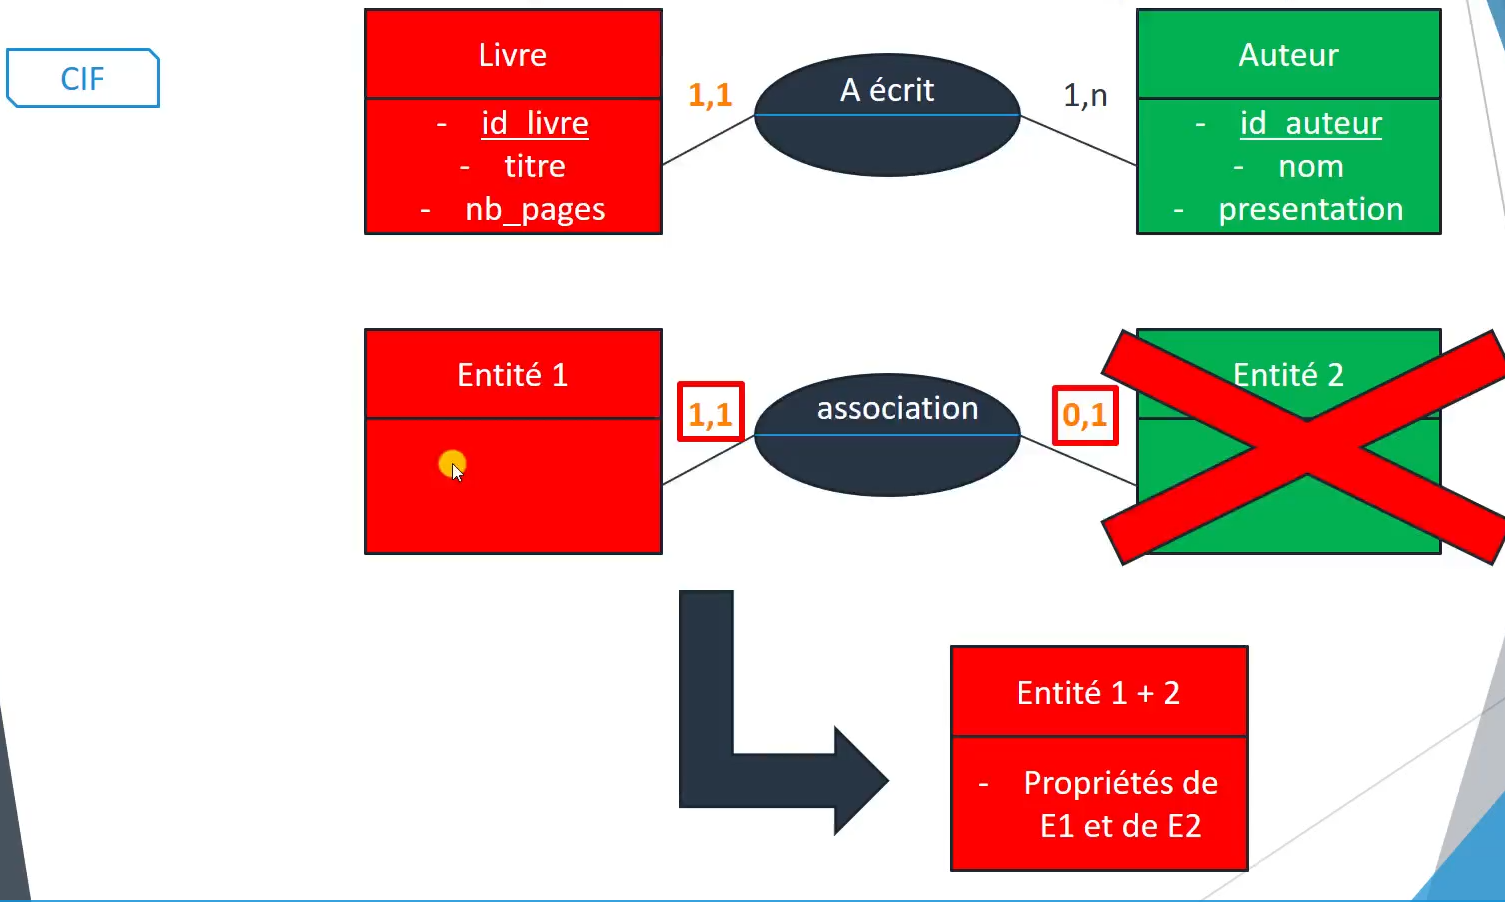 CIF
Livre
- id_livre
- titre
- nb_pages
1,1
A écrit
1,n
Auteur
- id_auteur
- nom
- presentation
Entité 1
1,1
association
0,1
Entité 2
Entité 1 + 2
- Propriétés de
E1 et de E2